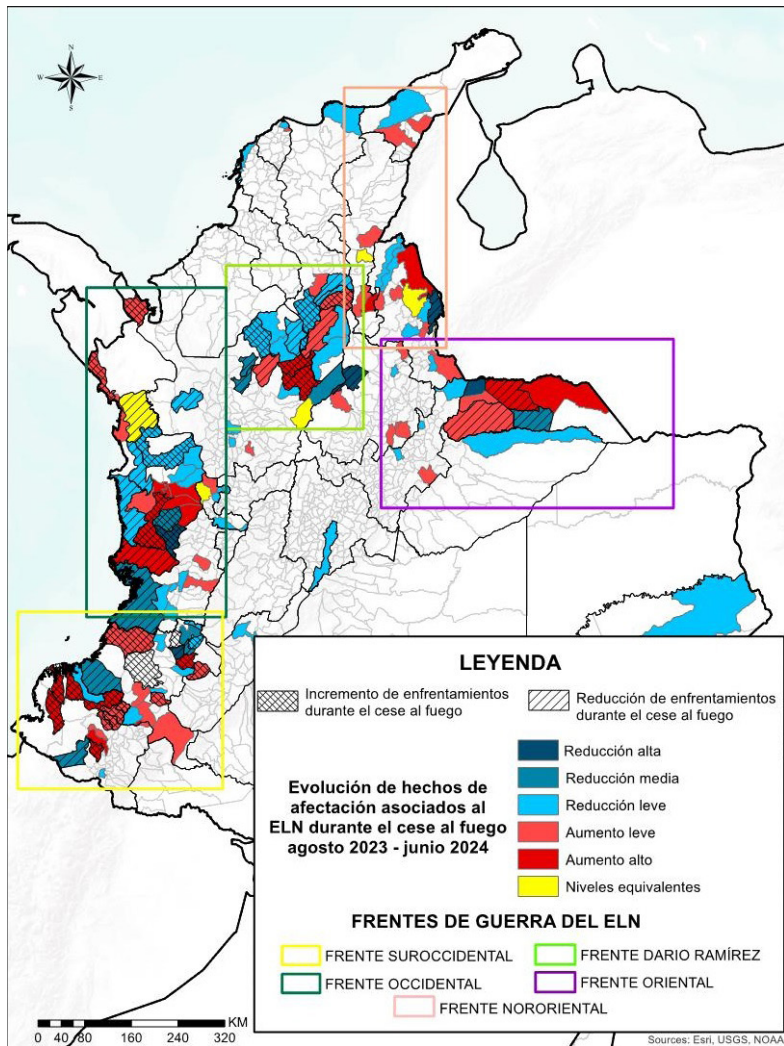 N
W E
S
LEYENDA
Incremento de enfrentamientos
durante el cese al fuego
Reducción de enfrentamientos
durante el cese al fuego
Evolución de hechos de
afectación asociados al
ELN durante el cese al fuego
agosto 2023 - junio 2024
Reducción alta
Reducción media
Reducción leve
Aumento leve
Aumento alto
Niveles equivalentes
FRENTES DE GUERRA DEL ELN
FRENTE SUROCCIDENTAL
FRENTE DARIO RAMÍREZ
FRENTE OCCIDENTAL
FRENTE ORIENTAL
FRENTE NORORIENTAL
KM
0 40 80 160 240 320
Sources: Esri, USGS, NOAA